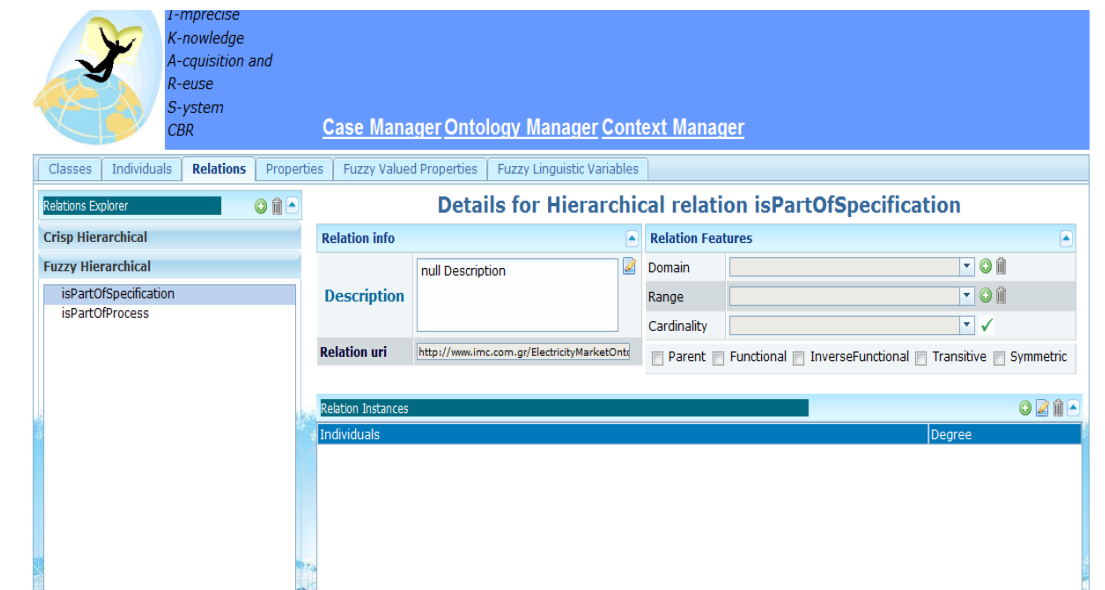 I-mprecise
K-nowledge
A-cquisition and
R-euse
S-ystem
CBR
Case Manager Ontology Manager Context Manager
Classes Individuals Relations Properties Fuzzy Valued Properties Fuzzy Linguistic Variables
Relations Explorer
Crisp Hierarchical
Fuzzy Hierarchical
isPartOfSpecification
isPartOfProcess
Details for Hierarchical relation isPartOfSpecification
Relation info
Description
null Description
Relation uri
http://www.imc.com.gr/ElectricityMarketOnto
Relation Features
Domain
Range
Cardinality
Parent Functional InverseFunctional Transitive Symmetric
Relation Instances
Individuals Degree